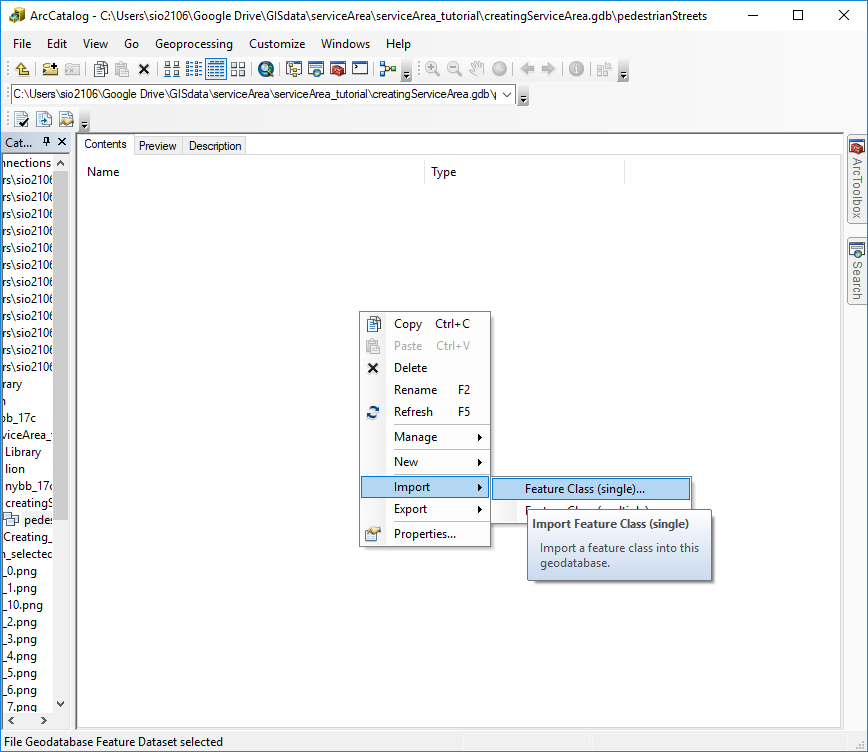 ArcCatalog - C:\Users\sio2106\Google Drive\GISdata\serviceArea\serviceArea_tutorial\creatingServiceArea.gdb\pedestrianStreets
File Edit View Go Geoprocessing Customize Windows Help
C:\Users\sio2106\Google Drive\GISdata\serviceArea\serviceArea_tutorial\creatingServiceArea.gdb\
Cat...
Contents Preview Description
Name Type
nnections
rs\sio2106
rs\sio2106
rs\sio2106
rs\sio2106
rs\sio2106
rs\sio2106
rs\sio2106
rs\sio2106
rs\sio2106
rs\sio2106
rs\sio2106
rs\sio2106
rary
n
bb_17c
viceArea_
Library
lion
nybb_17c
creatingS
pedes
Creating_
n_selected
_0.png
_1.png
_10.png
_2.png
_3.png
_4.png
_5.png
_6.png
_7.png
Copy Ctrl+C
Paste Ctrl+V
Delete
Rename F2
Refresh F5
Manage
New
Import
Export
Properties...
Feature Class (single)...
Import Feature Class (single)
Import a feature class into this
geodatabase.
ArcToolbox
Search
File Geodatabase Feature Dataset selected